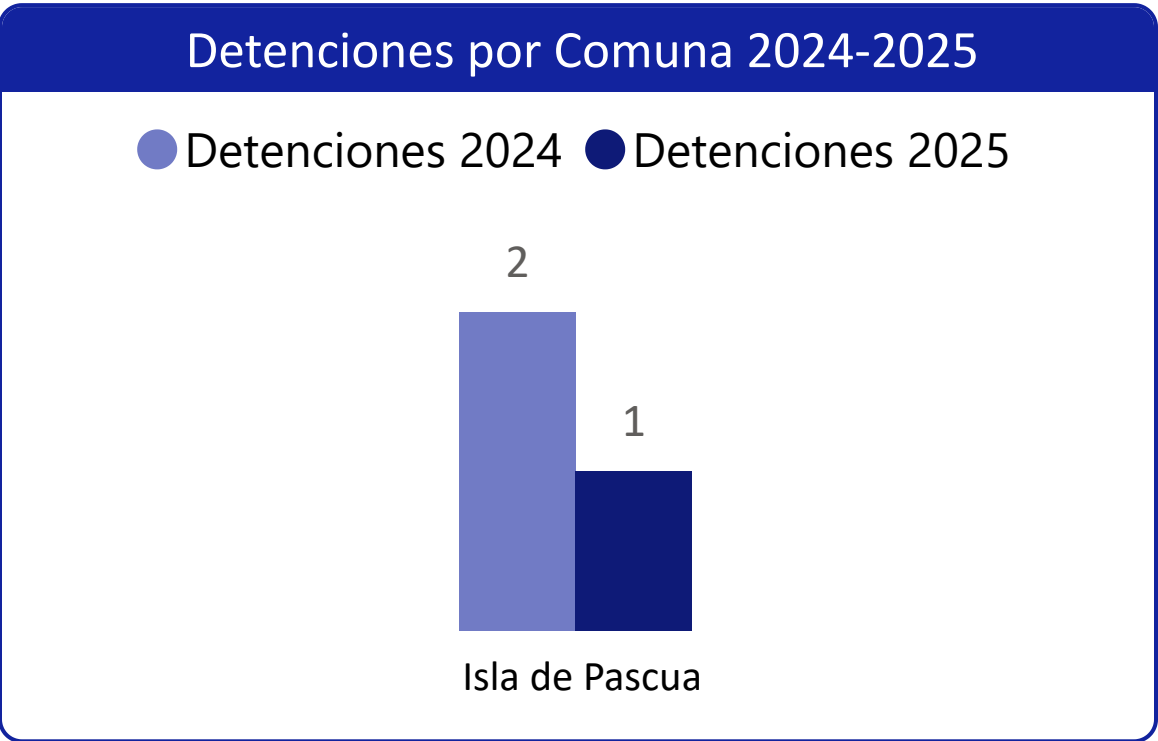 Detenciones por Comuna 2024-2025
Detenciones 2024 Detenciones 2025
2
1
Isla de Pascua